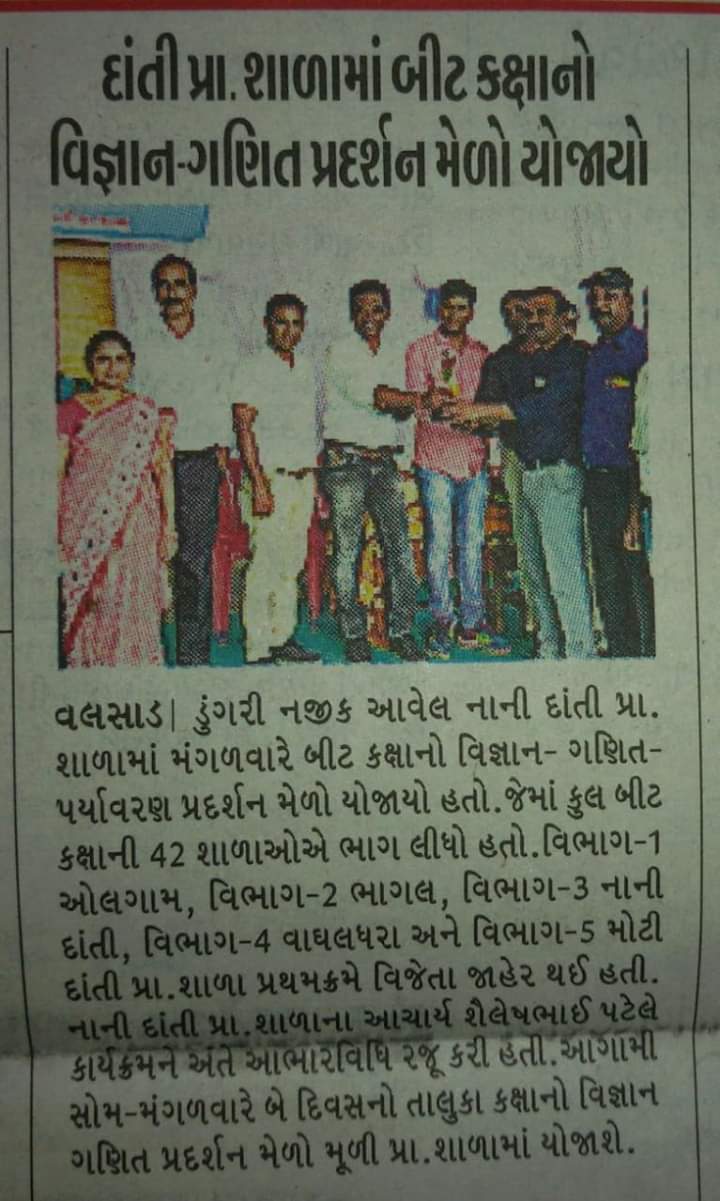 દાંતી પ્રા. શાળામાં બીટ કક્ષાનો
વિજ્ઞાન-ગણિત પ્રદર્શન મેળો યોજાયો
વલસાડ| ડુંગરી નજીક આવેલ નાની દાંતી પ્રા.
શાળામાં મંગળવારે બીટ કક્ષાનો વિજ્ઞાન- ગણિત-
પર્યાવરણ પ્રદર્શન મેળો યોજાયો હતો.જેમાં કુલ બીટ
કક્ષાની 42 શાળાઓએ ભાગ લીધો હતો.વિભાગ-1
ઓલગામ, વિભાગ-2 ભાગલ, વિભાગ-3 નાની
દાંતી, વિભાગ-4 વાઘલધરા અને વિભાગ-5 મોટી
દાંતી પ્રા.શાળા પ્રથમક્રમે વિજેતા જાહેર થઈ હતી.
નાની દાંતી પ્રા.શાળાના આચાર્ય શૈલેષભાઈ પટેલે
કાર્યક્રમને અંતે આભારવિધિ રજૂ કરી હતી.આગામી
સોમ-મંગળવારે બે દિવસનો તાલુકા કક્ષાનો વિજ્ઞાન
ગણિત પ્રદર્શન મેળો મૂળી પ્રા.શાળામાં યોજાશે.